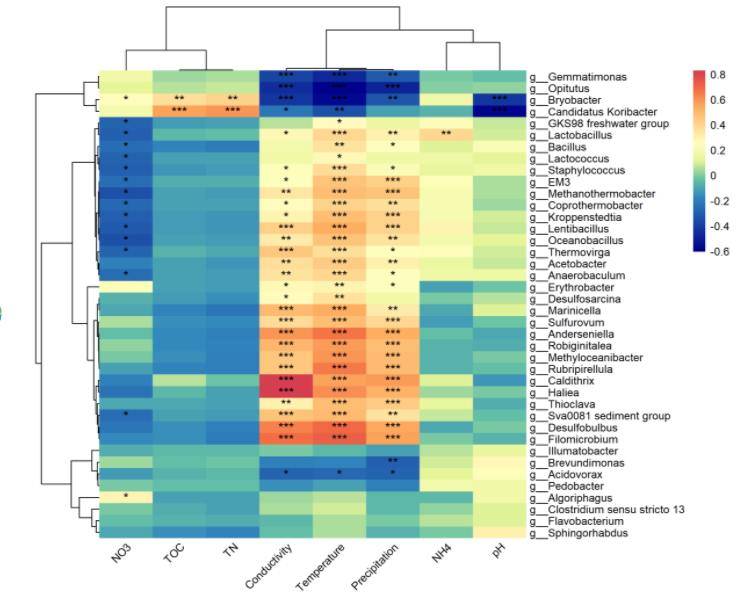 g__Gemmatimonas
g__Opitutus
g__Bryobacter
g__Candidatus Koribacter
g__GKS98 freshwater group
g__Lactobacillus
g__Bacillus
g__Lactococcus
g__Staphylococcus
g__EM3
g__Methanothermobacter
g__Coprothermobacter
g__Kroppenstedtia
g__Lentibacillus
g__Oceanobacillus
g__Thermovirga
g__Acetobacter
g__Anaerobaculum
g__Erythrobacter
g__Desulfosarcina
g__Marinicella
g__Sulfurovum
g__Anderseniella
g__Robiginitalea
g__Methyloceanibacter
g__Rubripirellula
g__Caldithrix
g__Haliea
g__Thioclava
g__Sva0081 sediment group
g__Desulfobulbus
g__Filomicrobium
g__Illumatobacter
g__Brevundimonas
g__Acidovorax
g__Pedobacter
g__Algoriphagus
g__Clostridium sensu stricto 13
g__Flavobacterium
g__Sphingorhabdus
0.8
0.6
0.4
0.2
0
-0.2
-0.4
-0.6
NO3
TOC
TN
Conductivity
Temperature
Precipitation
NH4
pH